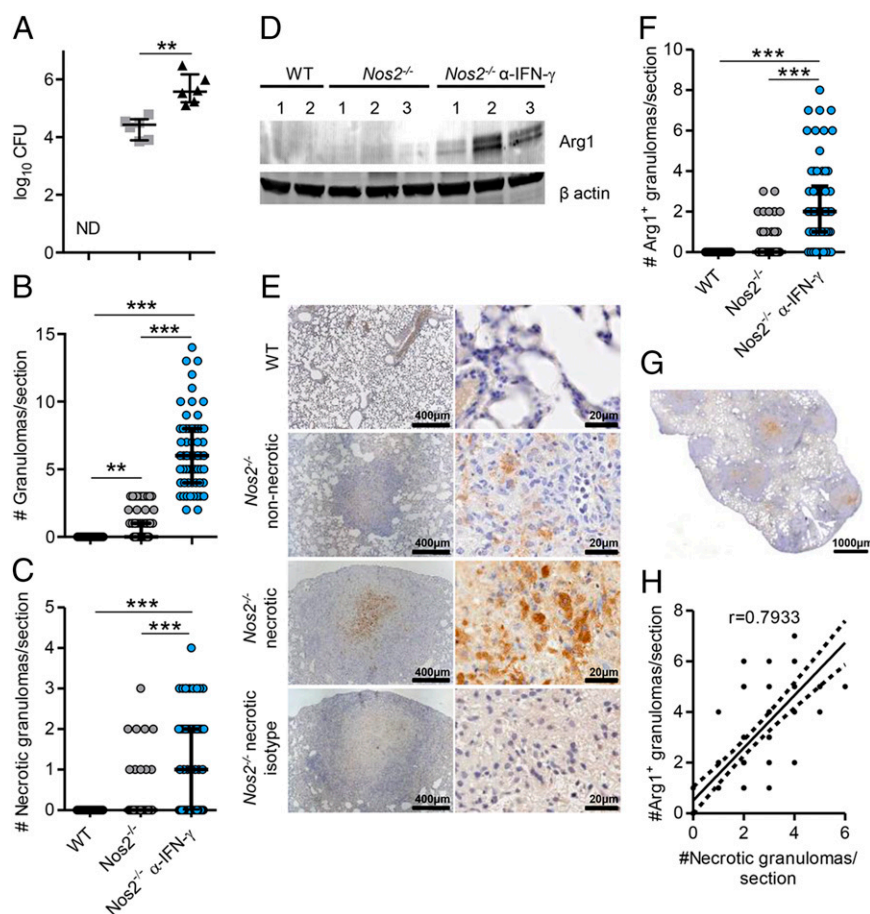 A
log10 CFU
6
4
2
0
ND
**
B
# Granulomas/section
15
10
5
0
***
***
**
C
# Necrotic granulomas/section
5
4
3
2
1
0
***
***
WT
Nos2-/-
Nos2-/- α-IFN-γ
D
WT Nos2-/- Nos2-/- α-IFN-γ
1 2 1 2 3 1 2 3
Arg1
β actin
E
WT
400µm 20µm
Nos2-/-
non-necrotic
400µm 20µm
Nos2-/-
necrotic
400µm 20µm
Nos2-/- necrotic
isotype
400µm 20µm
F
# Arg1+ granulomas/section
10
8
6
4
2
0
***
***
WT
Nos2-/-
Nos2-/- α-IFN-γ
G
1000µm
H
#Arg1+ granulomas/section
8
6
4
2
0
r=0.7933
0 2 4 6
#Necrotic granulomas/
section